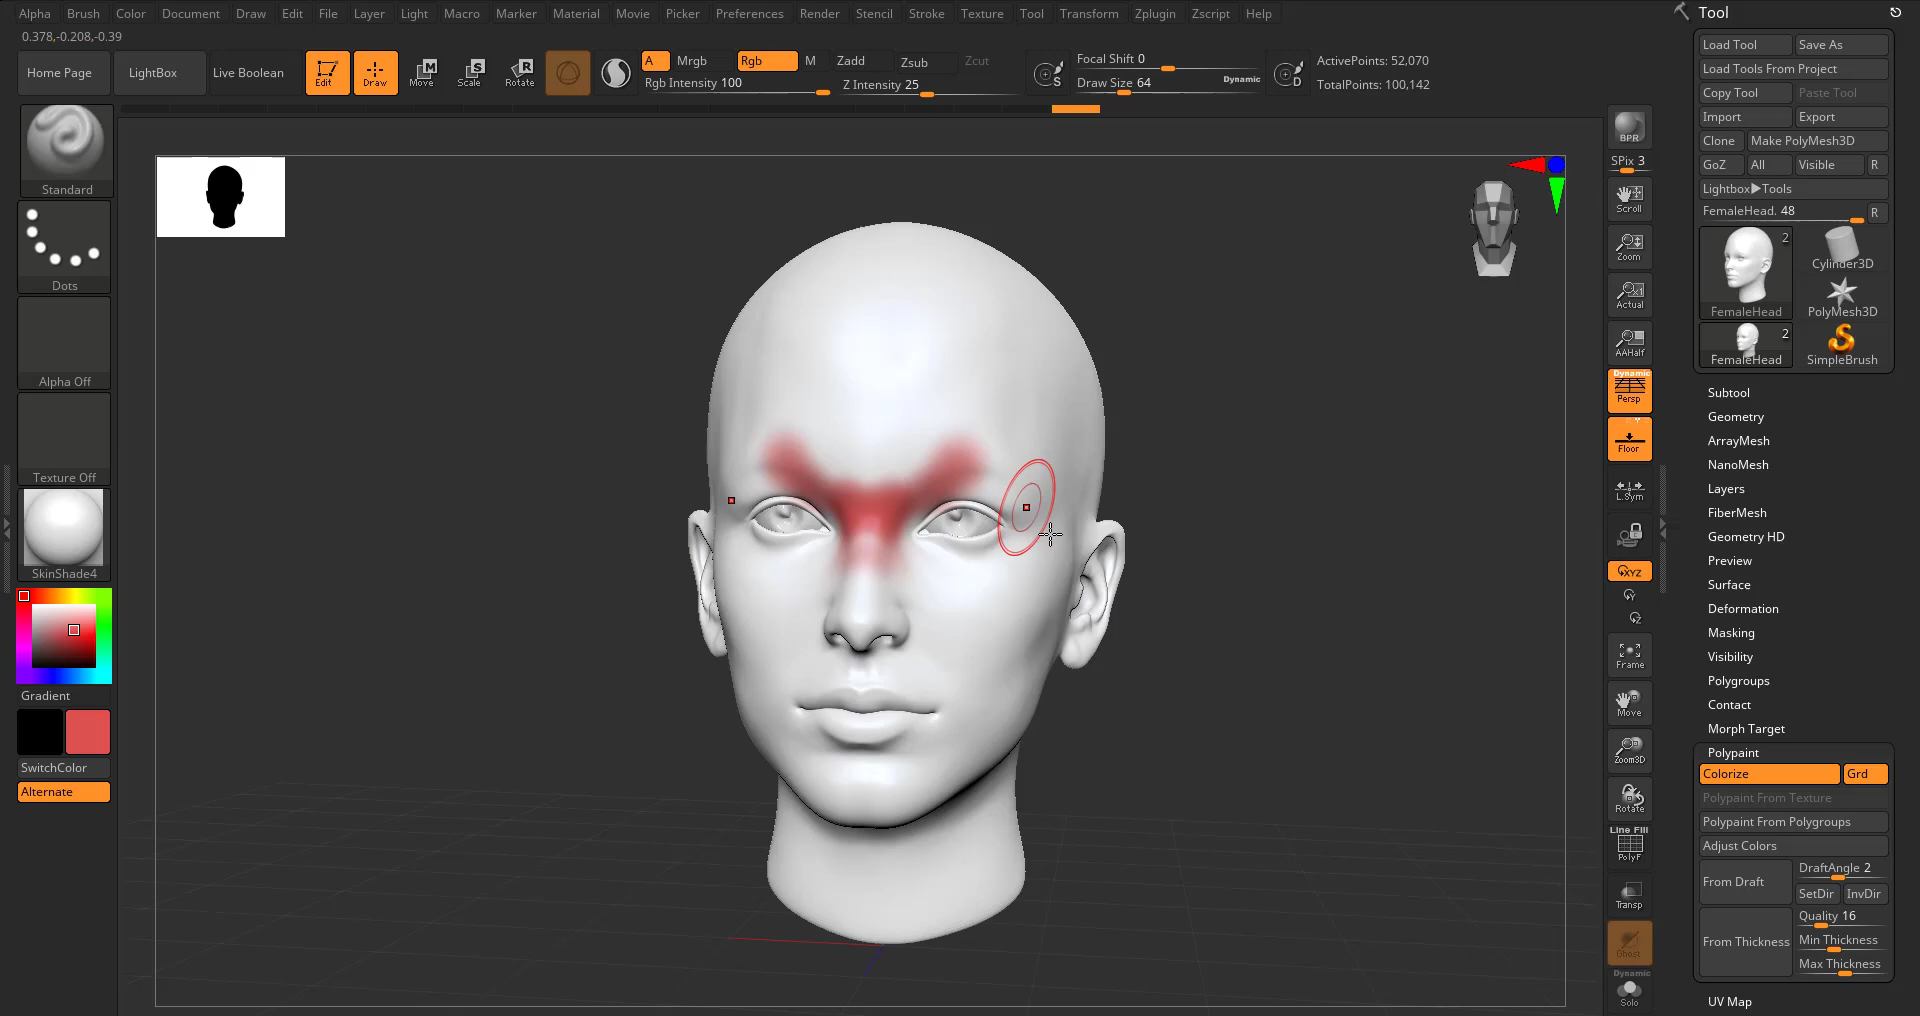 Alpha Brush Color Document Draw Edit File Layer Light Macro Marker Material Movie Picker Preferences Render Stencil Stroke Texture Tool Transform Zplugin Zscript Help
Tool
0.378,-0.208,-0.39
Home Page
LightBox
Live Boolean
Edit
Draw
Move
Scale
Rotate
A Mrgb Rgb M Zadd Zsub Zcut
Rgb Intensity 100
Z Intensity 25
Focal Shift 0
Draw Size 64
Dynamic
ActivePoints: 52,070
TotalPoints: 100,142
Standard
Dots
Alpha Off
Texture Off
SkinShade4
Gradient
SwitchColor
Alternate
BPR
SPix 3
Scroll
Zoom
Actual
AAHalf
Dynamic
Persp
Floor
L.Sym
XYZ
Frame
Move
Zoom3D
Rotate
Line Fill
PolyF
Transp
Ghost
Dynamic
Solo
Load Tool Save As
Load Tools From Project
Copy Tool Paste Tool
Import Export
Clone Make PolyMesh3D
GoZ All Visible R
Lightbox▶Tools
FemaleHead. 48 R
2
FemaleHead
Cylinder3D
PolyMesh3D
2
FemaleHead
SimpleBrush
Subtool
Geometry
ArrayMesh
NanoMesh
Layers
FiberMesh
Geometry HD
Preview
Surface
Deformation
Masking
Visibility
Polygroups
Contact
Morph Target
Polypaint
Colorize Grd
Polypaint From Texture
Polypaint From Polygroups
Adjust Colors
From Draft
DraftAngle 2
SetDir InvDir
From Thickness
Quality 16
Min Thickness
Max Thickness
UV Map